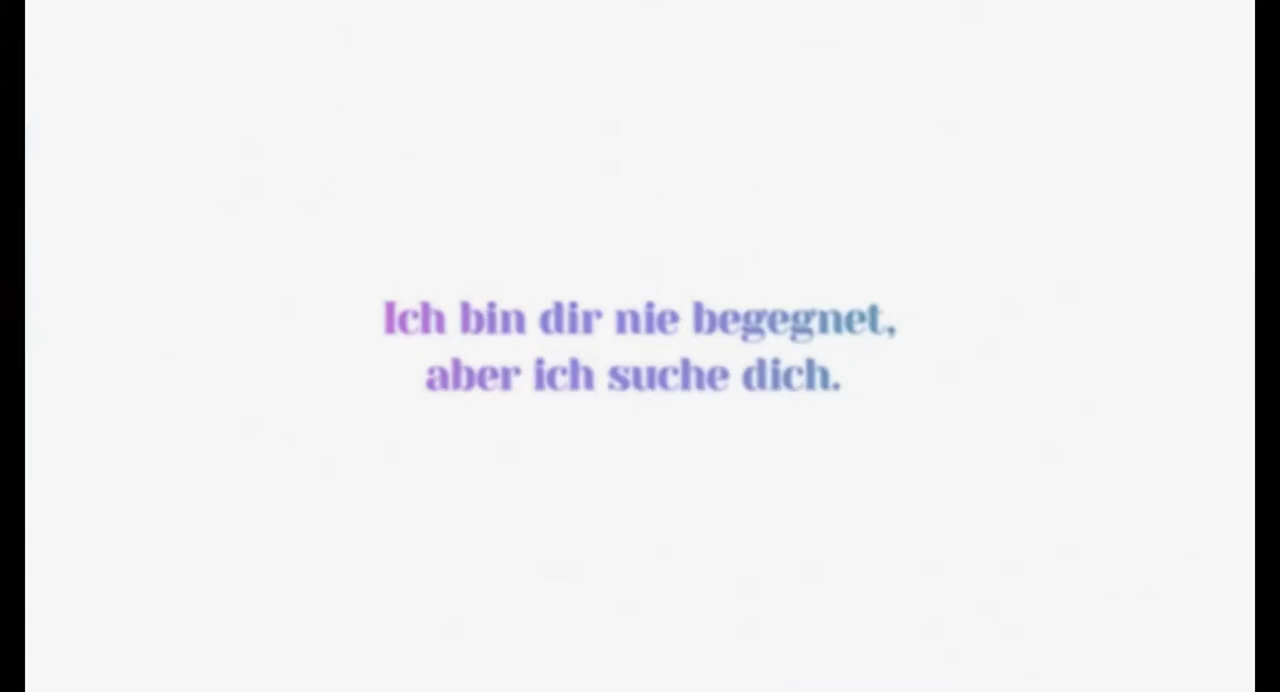 Ich bin dir nie begegnet,
aber ich suche dich.